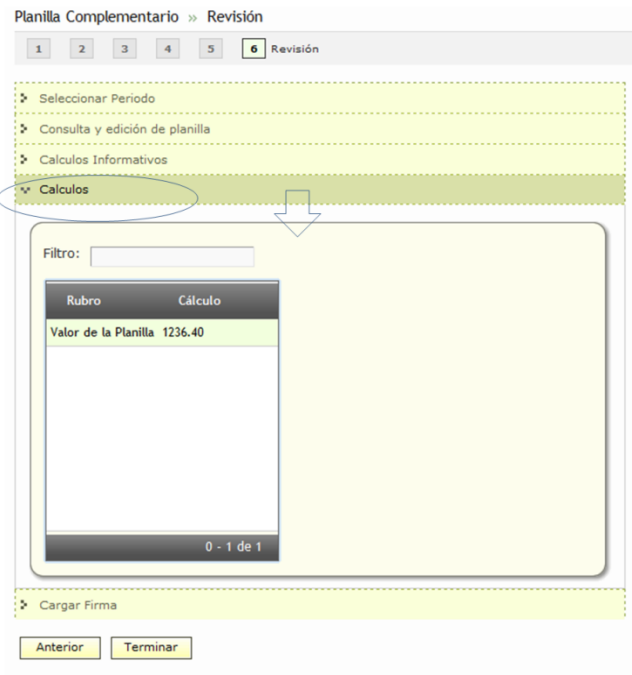 Planilla Complementario » Revisión
1 2 3 4 5 6 Revisión
Seleccionar Periodo
Consulta y edición de planilla
Calculos Informativos
Calculos
Filtro:
Rubro Cálculo
Valor de la Planilla 1236.40
0 - 1 de 1
Cargar Firma
Anterior Terminar